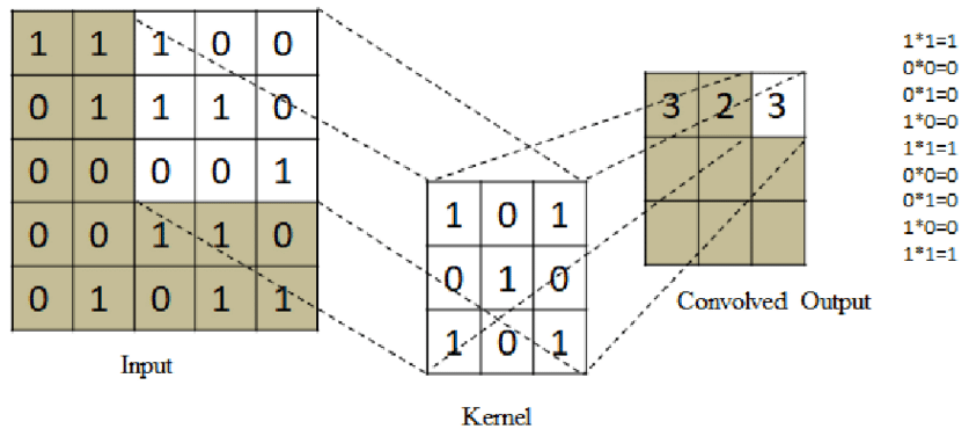 1 1 1 0 0
0 1 1 1 0
0 0 0 0 1
0 0 1 1 0
0 1 0 1 1
Input
1 0 1
0 1 0
1 0 1
Kernel
3 2 3
Convolved Output
1*1=1
0*0=0
0*1=0
1*0=0
1*1=1
0*0=0
0*1=0
1*0=0
1*1=1